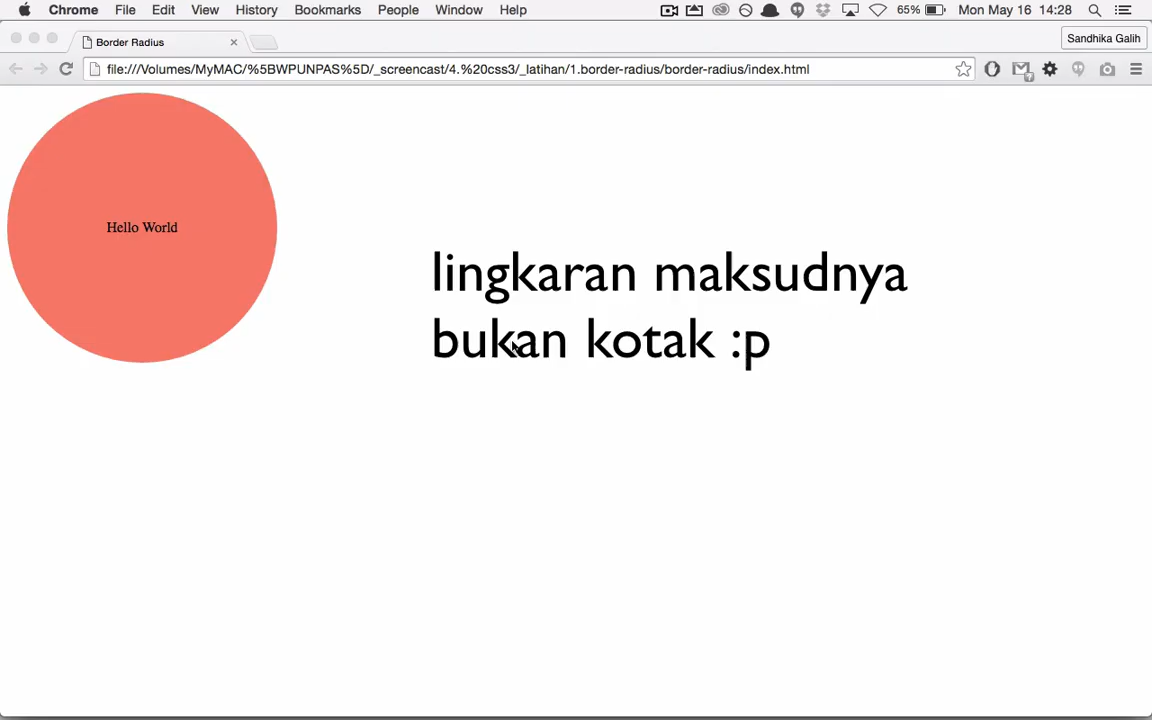 Chrome File Edit View History Bookmarks People Window Help 65% Mon May 16 14:28
Border Radius
Sandhika Galih
file:///Volumes/MyMAC/%5BWPUNPAS%5D/_screencast/4.%20css3/_latihan/1.border-radius/border-radius/index.html
Hello World
lingkaran maksudnya
bukan kotak :p